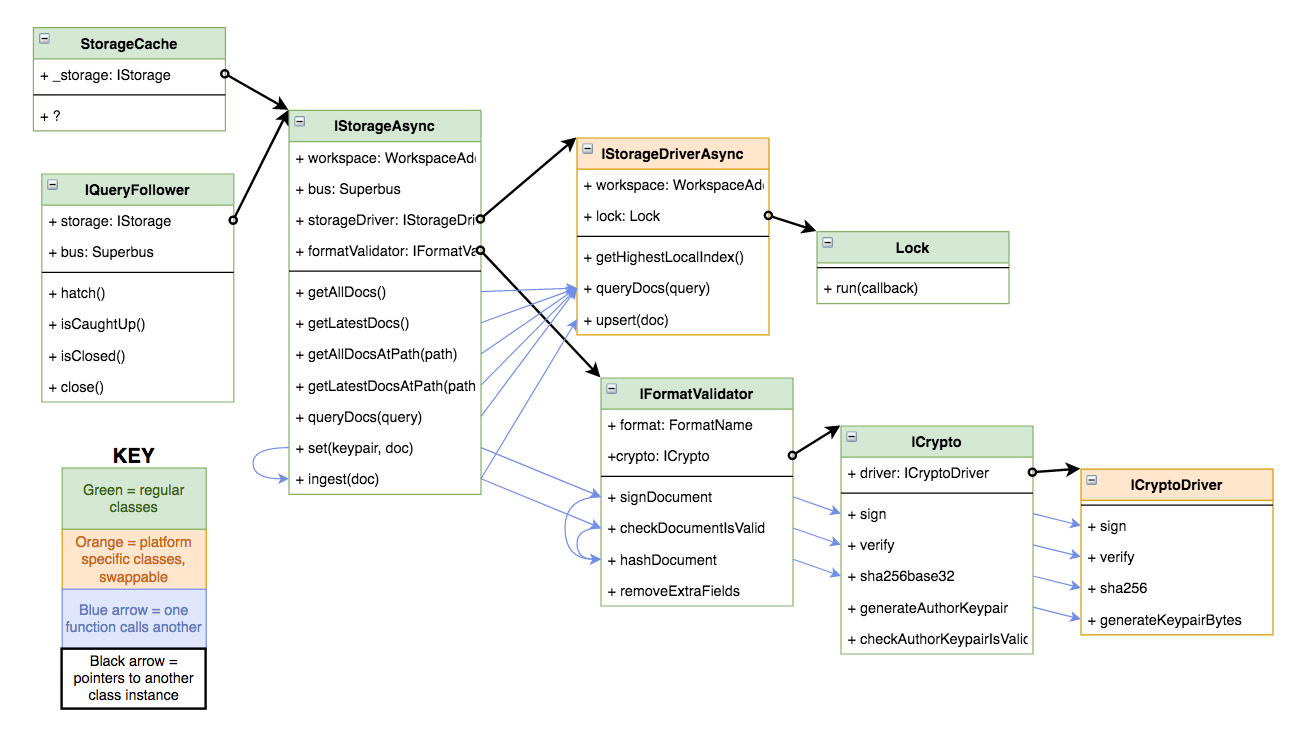 StorageCache
+ _storage: IStorage
+ ?
IQueryFollower
+ storage: IStorage
+ bus: Superbus
+ hatch()
+ isCaughtUp()
+ isClosed()
+ close()
KEY
Green = regular
classes
Orange = platform
specific classes,
swappable
Blue arrow = one
function calls another
Black arrow =
pointers to another
class instance
IStorageAsync
+ workspace: WorkspaceAd
+ bus: Superbus
+ storageDriver: IStorageDri
+ formatValidator: IFormatVa
+ getAllDocs()
+ getLatestDocs()
+ getAllDocsAtPath(path)
+ getLatestDocsAtPath(path
+ queryDocs(query)
+ set(keypair, doc)
+ ingest(doc)
IStorageDriverAsync
+ workspace: WorkspaceAd
+ lock: Lock
+ getHighestLocalIndex()
+ queryDocs(query)
+ upsert(doc)
Lock
+ run(callback)
IFormatValidator
+ format: FormatName
+crypto: ICrypto
+ signDocument
+ checkDocumentIsValid
+ hashDocument
+ removeExtraFields
ICrypto
+ driver: ICryptoDriver
+ sign
+ verify
+ sha256base32
+ generateAuthorKeypair
+ checkAuthorKeypairIsValid
ICryptoDriver
+ sign
+ verify
+ sha256
+ generateKeypairBytes